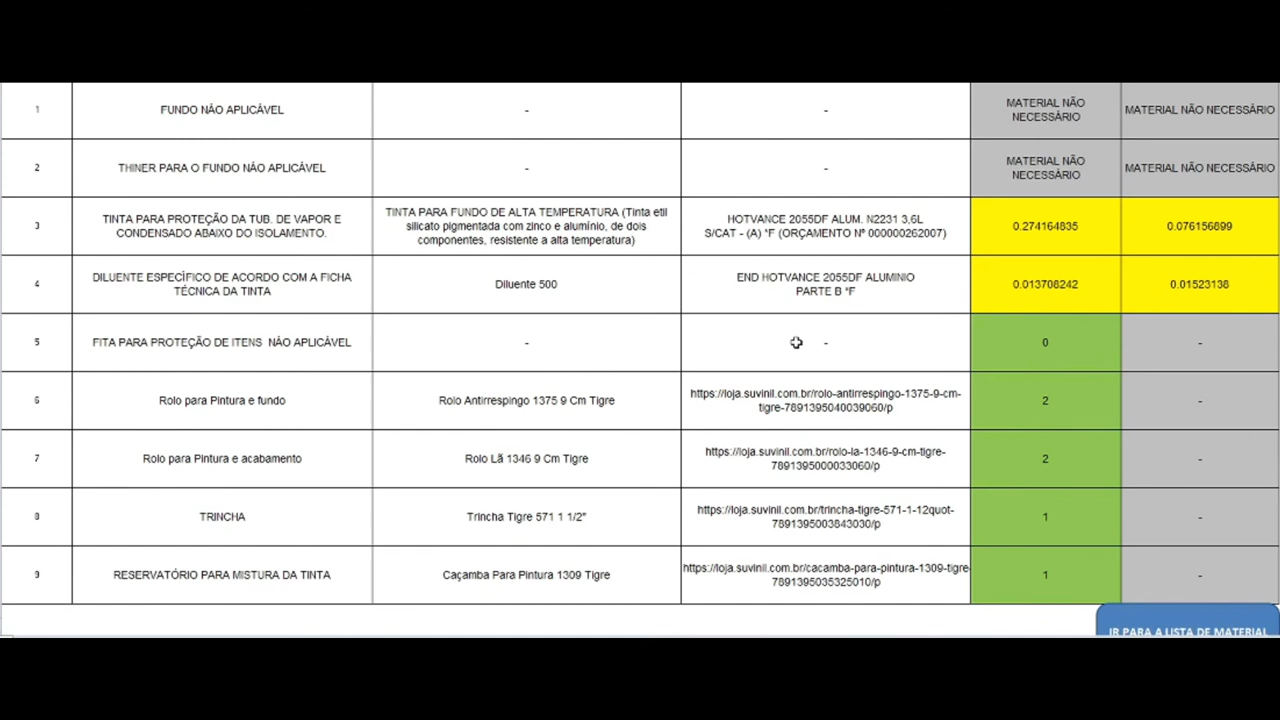 1
FUNDO NÃO APLICÁVEL
-
-
MATERIAL NÃO
NECESSÁRIO
MATERIAL NÃO NECESSÁRIO
2
THINER PARA O FUNDO NÃO APLICÁVEL
-
-
MATERIAL NÃO
NECESSÁRIO
MATERIAL NÃO NECESSÁRIO
3
TINTA PARA PROTEÇÃO DA TUB. DE VAPOR E
CONDENSADO ABAIXO DO ISOLAMENTO.
TINTA PARA FUNDO DE ALTA TEMPERATURA (Tinta etil
silicato pigmentada com zinco e alumínio, de dois
componentes, resistente a alta temperatura)
HOTVANCE 2055DF ALUM. N2231 3,6L
S/CAT - (A) *F (ORÇAMENTO Nº 000000262007)
0.274164835
0.076156899
4
DILUENTE ESPECÍFICO DE ACORDO COM A FICHA
TÉCNICA DA TINTA
Diluente 500
END HOTVANCE 2055DF ALUMINIO
PARTE B *F
0.013708242
0.01523138
5
FITA PARA PROTEÇÃO DE ITENS  NÃO APLICÁVEL
-
-
0
-
6
Rolo para Pintura e fundo
Rolo Antirrespingo 1375 9 Cm Tigre
https://loja.suvinil.com.br/rolo-antirrespingo-1375-9-cm-
tigre-7891395040039060/p
2
-
7
Rolo para Pintura e acabamento
Rolo Lã 1346 9 Cm Tigre
https://loja.suvinil.com.br/rolo-la-1346-9-cm-tigre-
7891395000033060/p
2
-
8
TRINCHA
Trincha Tigre 571 1 1/2"
https://loja.suvinil.com.br/trincha-tigre-571-1-12quot-
7891395003843030/p
1
-
9
RESERVATÓRIO PARA MISTURA DA TINTA
Caçamba Para Pintura 1309 Tigre
https://loja.suvinil.com.br/cacamba-para-pintura-1309-tigre-
7891395035325010/p
1
-
IR PARA A LISTA DE MATERIAL